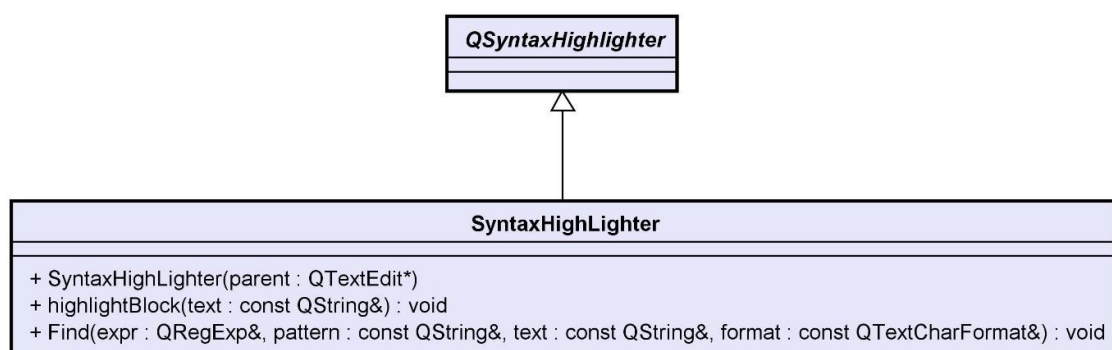 QSyntaxHighlighter
SyntaxHighLighter
+ SyntaxHighLighter(parent : QTextEdit*)
+ highlightBlock(text : const QString&) : void
+ Find(expr : QRegExp&, pattern : const QString&, text : const QString&, format : const QTextCharFormat&) : void